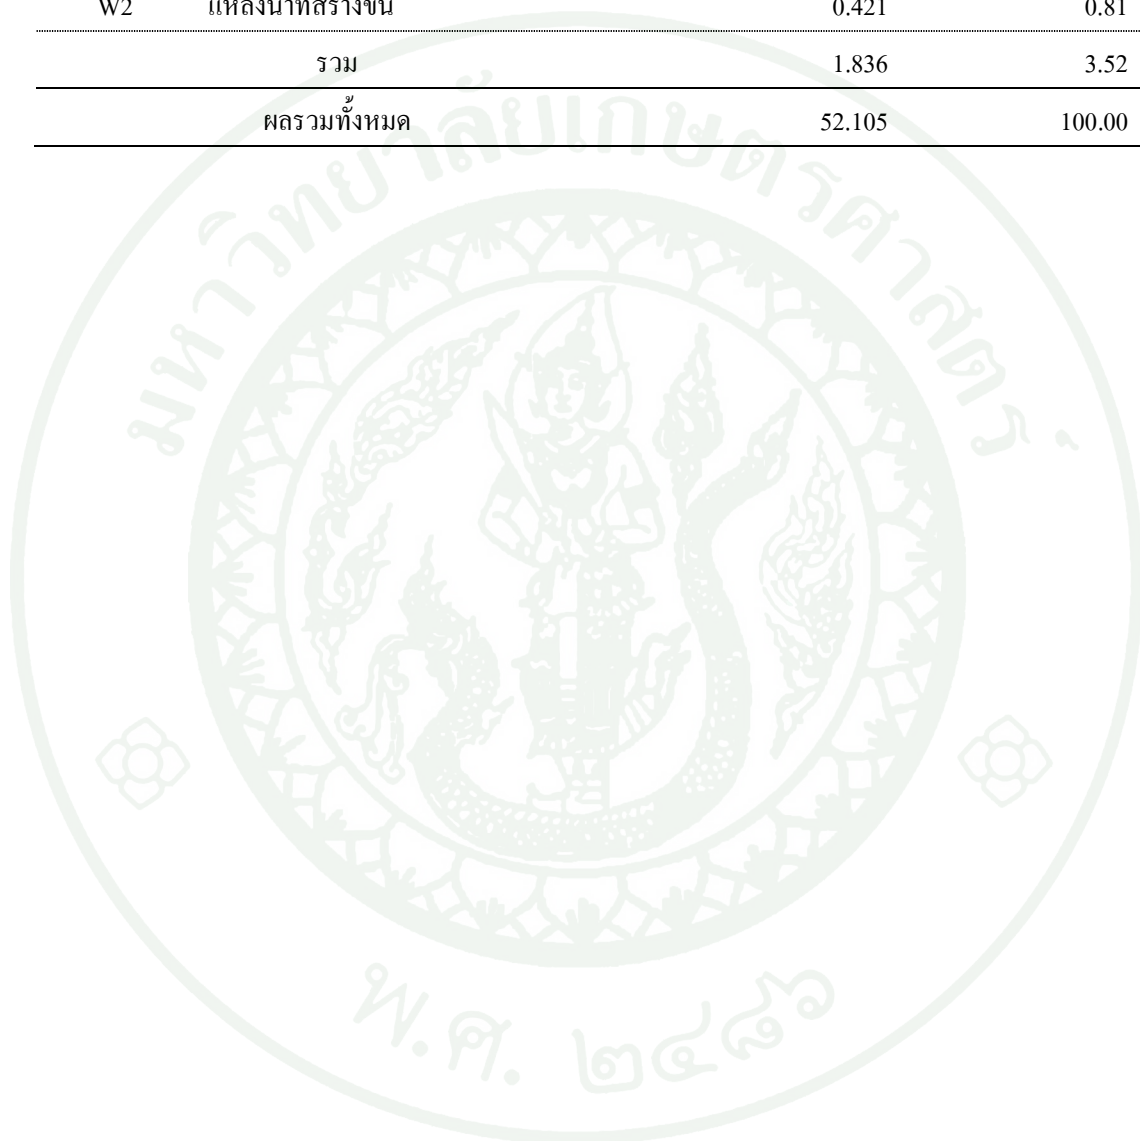 W2 แหล่งน้ำที่สร้างขึ้น 0.421 0.81
รวม 1.836 3.52
ผลรวมทั้งหมด 52.105 100.00
มหาวิทยาลัยเกษตรศาสตร์
พ.ศ. ๒๔๘๖